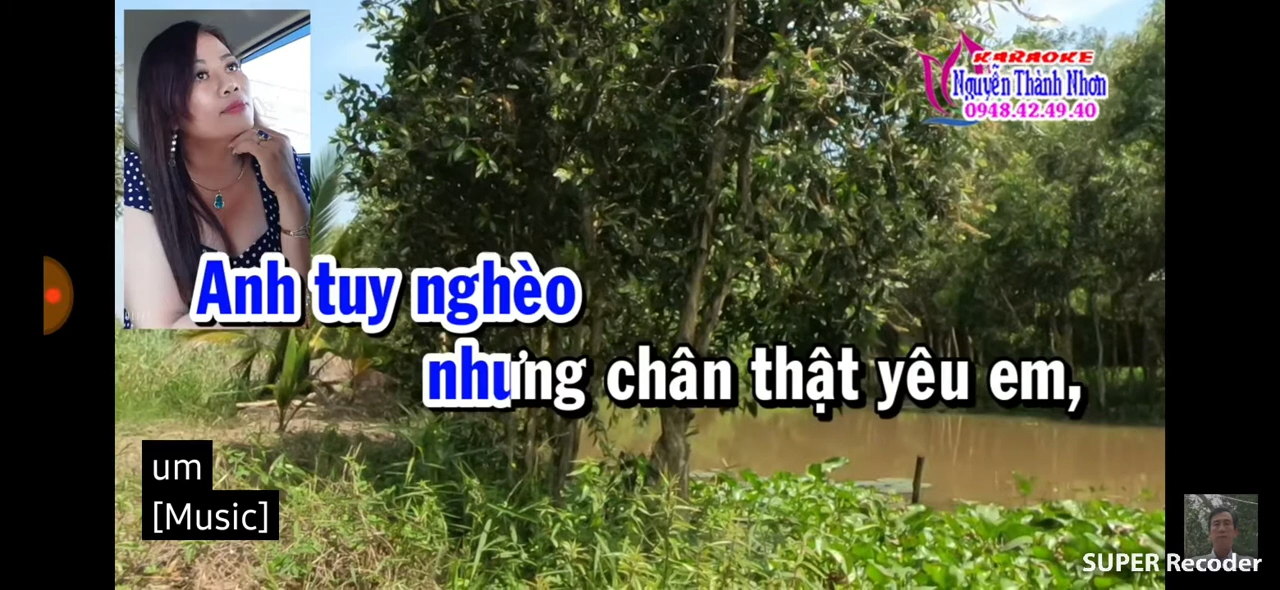 KARAOKE
Nguyễn Thành Nhơn
0948.42.49.40
Anh tuy nghèo
nhưng chân thật yêu em,
um
[Music]
SUPER Recoder